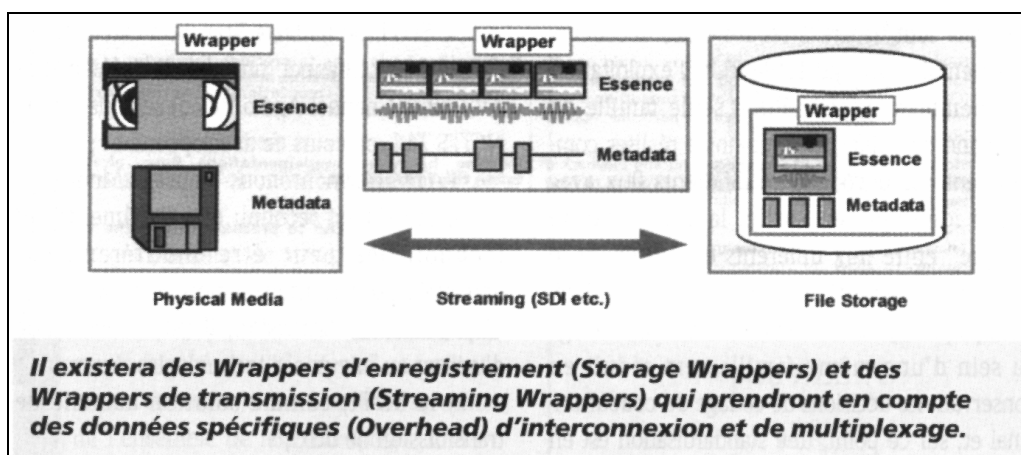 Wrapper
Essence
Metadata
Physical Media
Wrapper
Essence
Metadata
Streaming (SDI etc.)
Wrapper
Essence
Metadata
File Storage
Il existera des Wrappers d'enregistrement (Storage Wrappers) et des
Wrappers de transmission (Streaming Wrappers) qui prendront en compte
des données spécifiques (Overhead) d'interconnexion et de multiplexage.